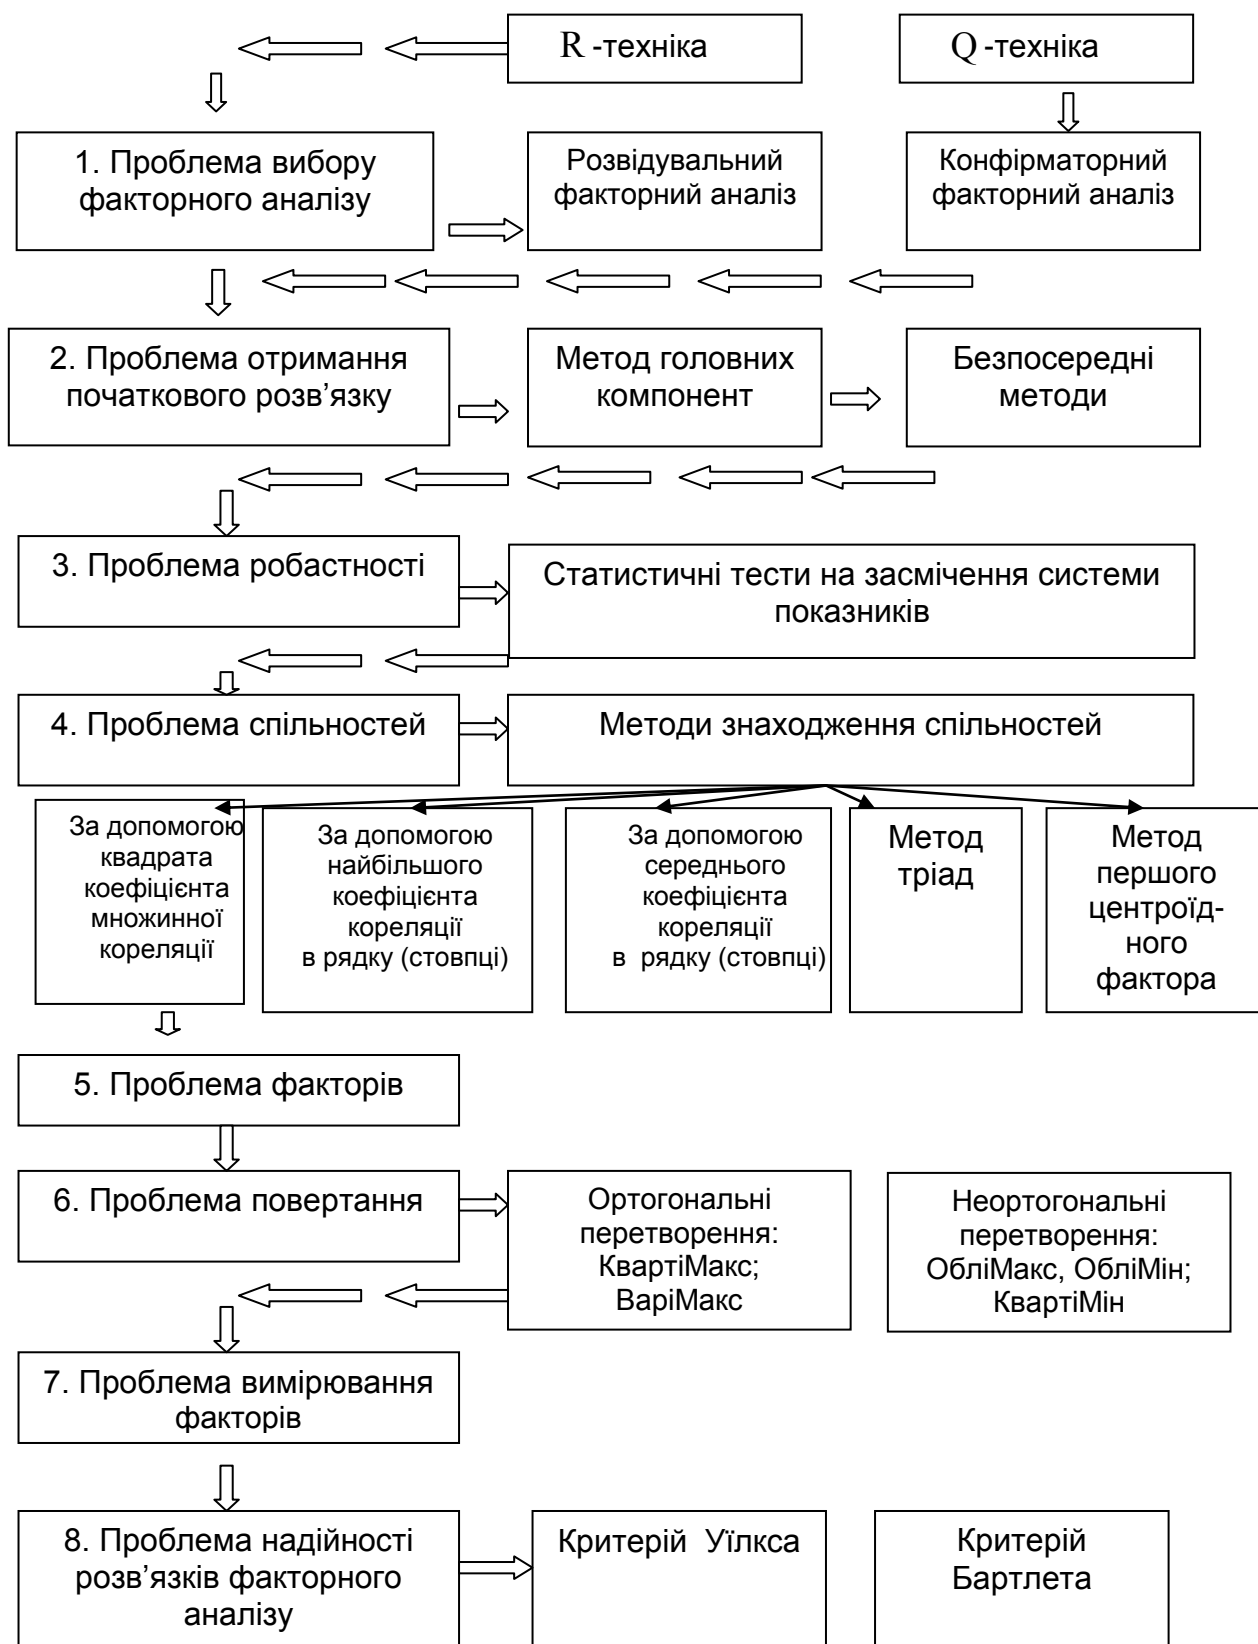 R -техніка
Q -техніка
1. Проблема вибору
факторного аналізу
Розвідувальний
факторний аналіз
Конфірматорний
факторний аналіз
2. Проблема отримання
початкового розв’язку
Метод головних
компонент
Безпосередні
методи
3. Проблема робастності
Статистичні тести на засмічення системи
показників
4. Проблема спільностей
Методи знаходження спільностей
За допомогою
квадрата
коефіцієнта
множинної
кореляції
За допомогою
найбільшого
коефіцієнта
кореляції
в рядку (стовпці)
За допомогою
середнього
коефіцієнта
кореляції
в рядку (стовпці)
Метод
тріад
Метод
першого
центроїд-
ного
фактора
5. Проблема факторів
6. Проблема повертання
Ортогональні
перетворення:
КвартіМакс;
ВаріМакс
Неортогональні
перетворення:
ОбліМакс, ОбліМін;
КвартіМін
7. Проблема вимірювання
факторів
8. Проблема надійності
розв’язків факторного
аналізу
Критерій Уїлкса
Критерій
Бартлета